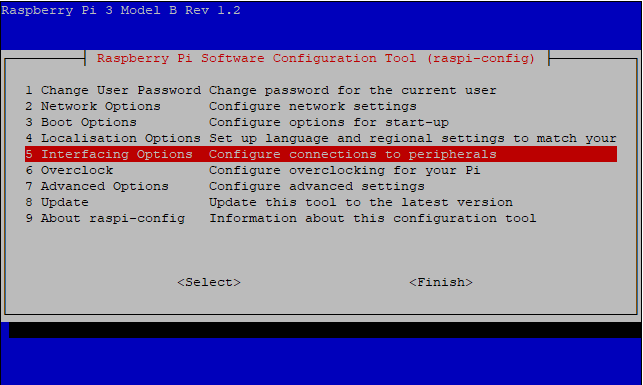 Raspberry Pi 3 Model B Rev 1.2
Raspberry Pi Software Configuration Tool (raspi-config)
1 Change User Password Change password for the current user
2 Network Options Configure network settings
3 Boot Options Configure options for start-up
4 Localisation Options Set up language and regional settings to match your
5 Interfacing Options Configure connections to peripherals
6 Overclock Configure overclocking for your Pi
7 Advanced Options Configure advanced settings
8 Update Update this tool to the latest version
9 About raspi-config Information about this configuration tool
<Select> <Finish>